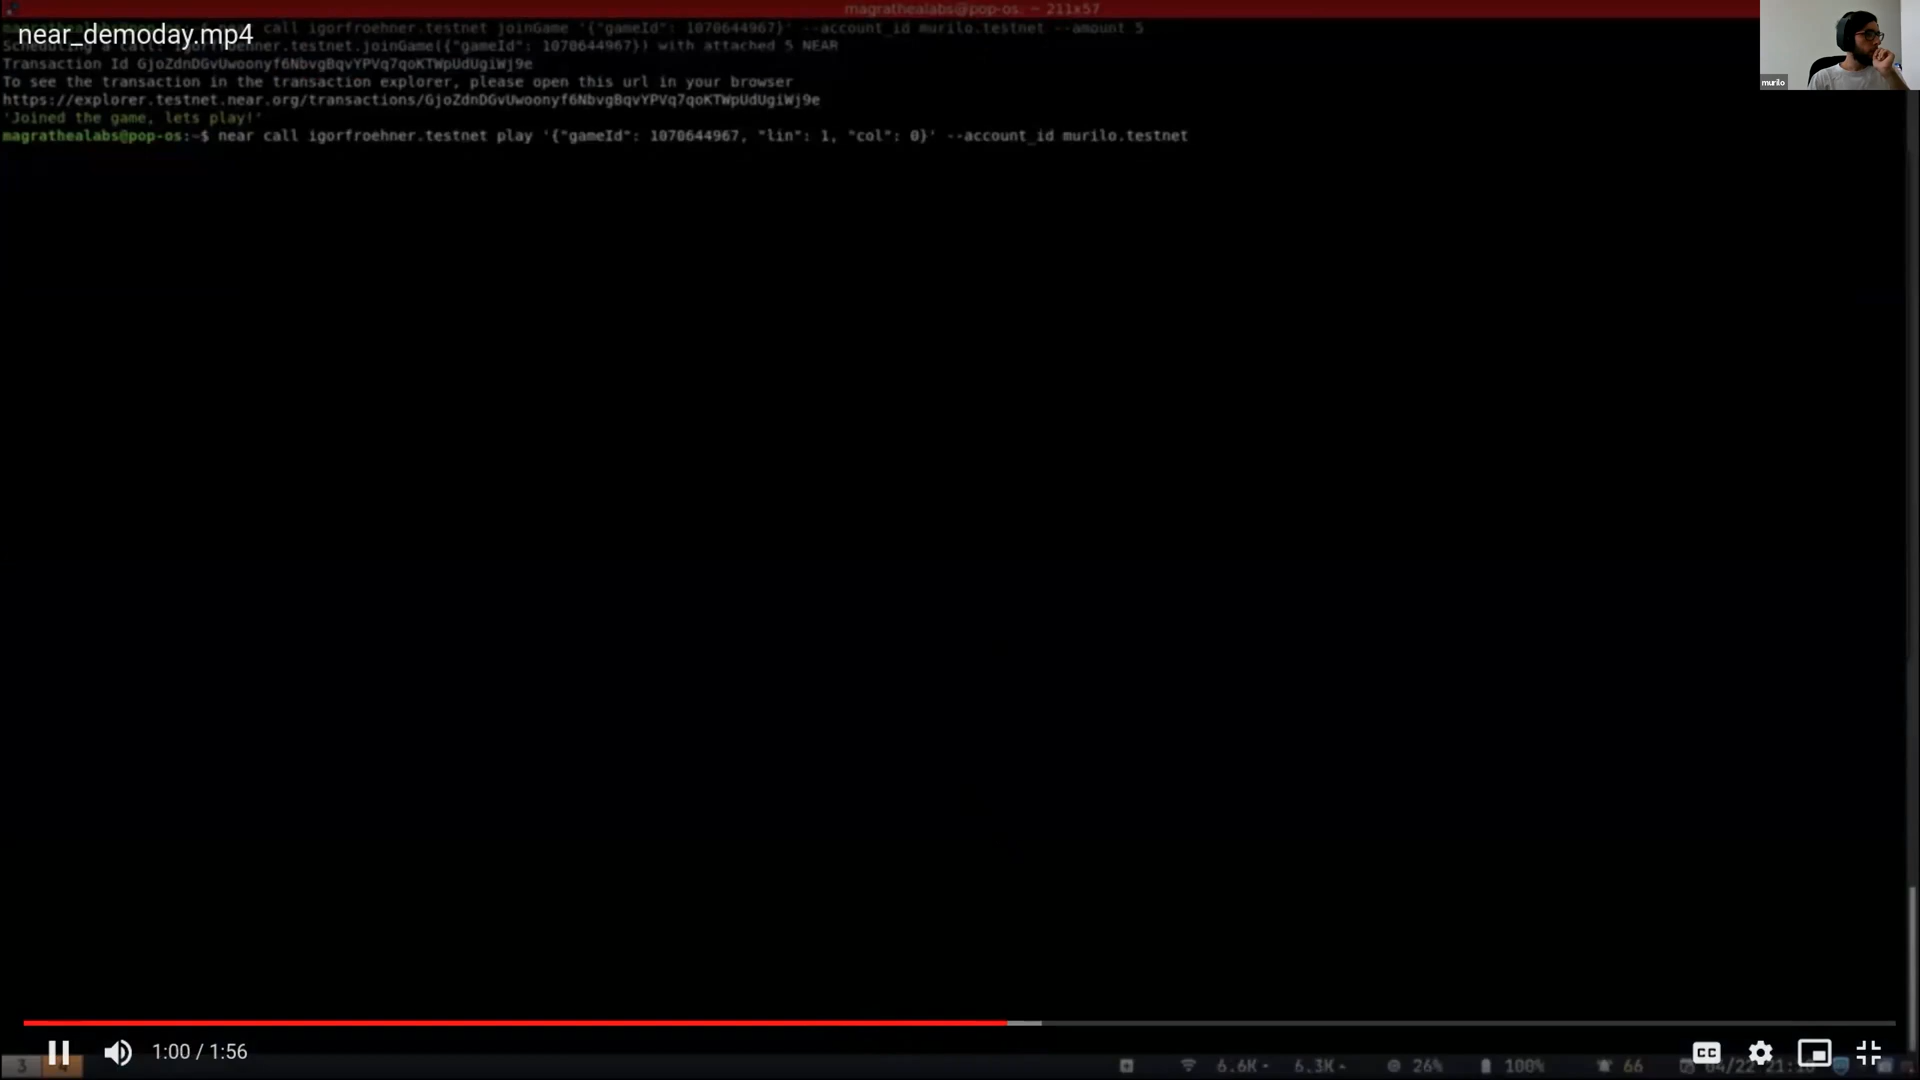 magrathealabs@pop-os: ~ 211x57
near_demoday.mp4
near call igorfroehner.testnet joinGame '{"gameId": 1070644967}' --account_id murilo.testnet --amount 5
Scheduling a call: igorfroehner.testnet.joinGame({"gameId": 1070644967}) with attached 5 NEAR
Transaction Id GjoZdnDGvUwoonyf6NbvgBqvYPVq7qoKTWpUdUgiWj9e
To see the transaction in the transaction explorer, please open this url in your browser
https://explorer.testnet.near.org/transactions/GjoZdnDGvUwoonyf6NbvgBqvYPVq7qoKTWpUdUgiWj9e
'Joined the game, lets play!'
magrathealabs@pop-os:~$ near call igorfroehner.testnet play '{"gameId": 1070644967, "lin": 1, "col": 0}' --account_id murilo.testnet
murilo
1:00 / 1:56
CC
3
6.6K
6.3K
26%
100%
66